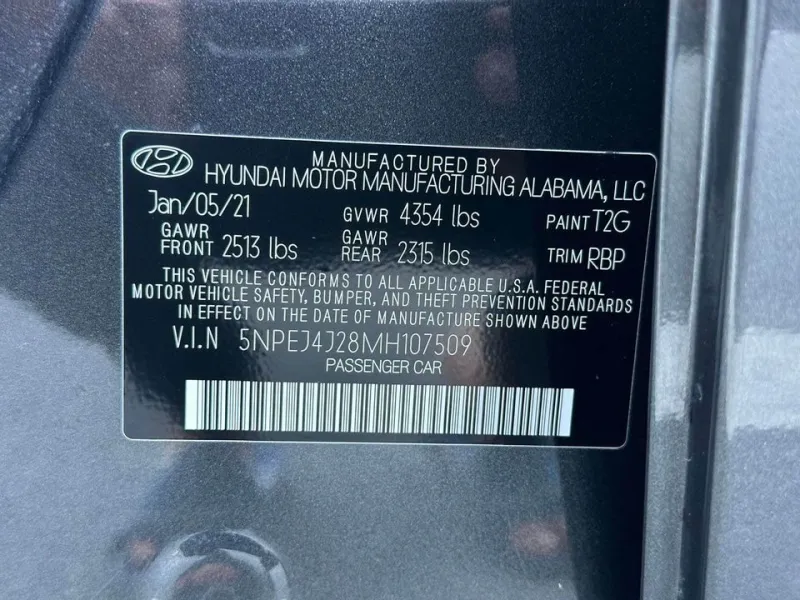 MANUFACTURED BY
HYUNDAI MOTOR MANUFACTURING ALABAMA, LLC
Jan/05/21 GVWR 4354 lbs PAINT T2G
GAWR FRONT 2513 lbs GAWR REAR 2315 lbs TRIM RBP
THIS VEHICLE CONFORMS TO ALL APPLICABLE U.S.A. FEDERAL
MOTOR VEHICLE SAFETY, BUMPER, AND THEFT PREVENTION STANDARDS
IN EFFECT ON THE DATE OF MANUFACTURE SHOWN ABOVE
V.I.N 5NPEJ4J28MH107509
PASSENGER CAR